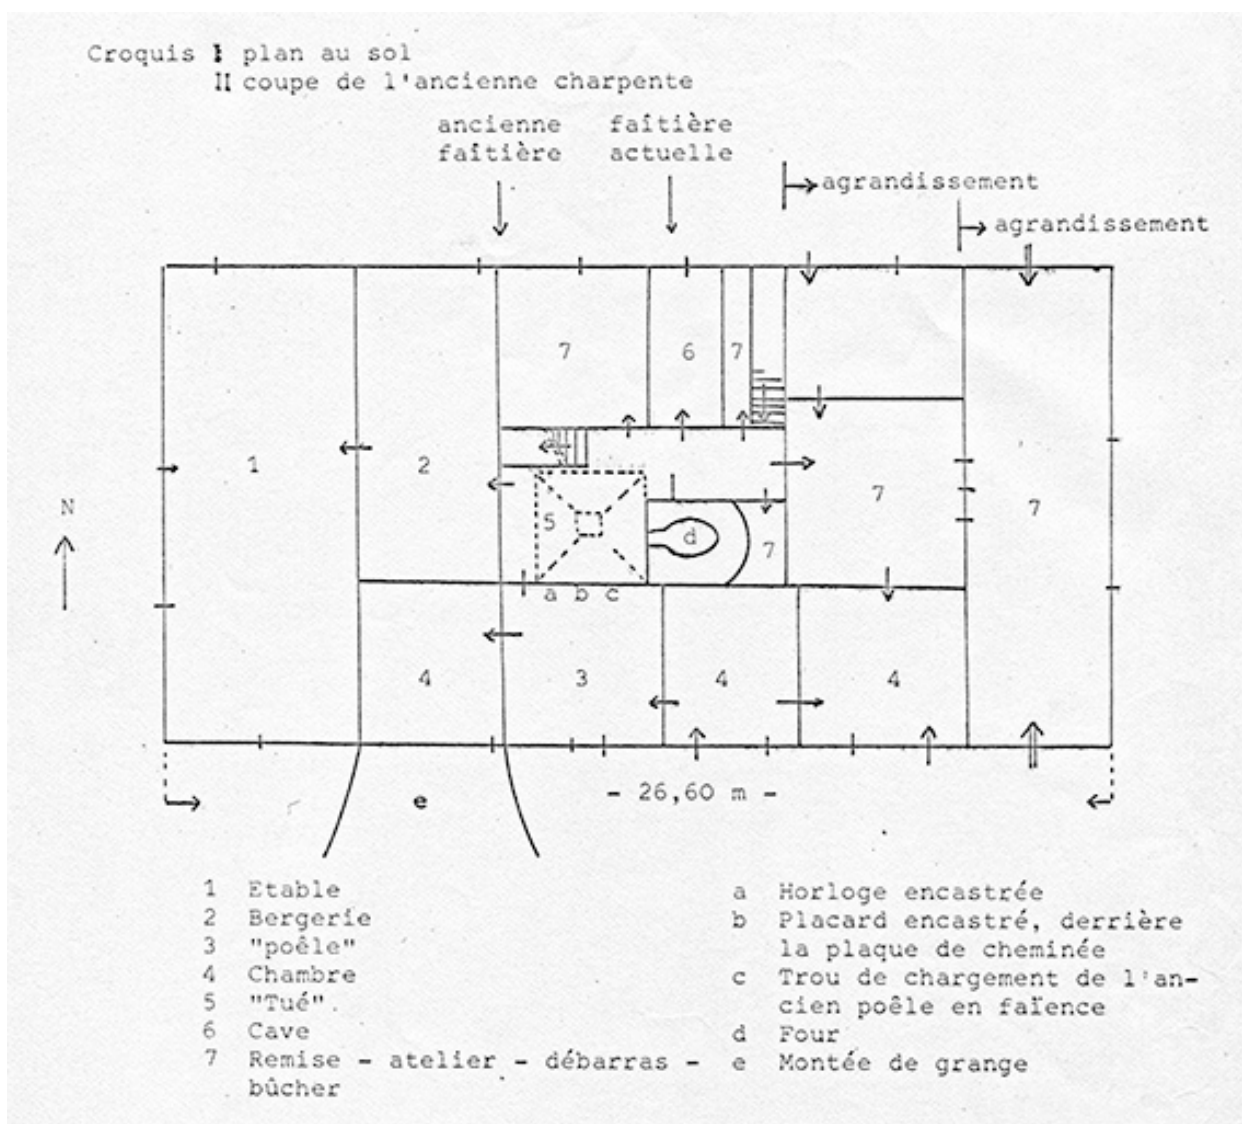 Croquis I plan au sol
II coupe de l'ancienne charpente
ancienne faîtière
faîtière actuelle
agrandissement
agrandissement
7
6
7
1
2
N
5
d
7
7
7
a b c
4
3
4
4
e
- 26,60 m -
1 Etable
2 Bergerie
3 "poêle"
4 Chambre
5 "Tué".
6 Cave
7 Remise - atelier - débarras -
bûcher
a Horloge encastrée
b Placard encastré, derrière
la plaque de cheminée
c Trou de chargement de l'an-
cien poêle en faïence
d Four
e Montée de grange